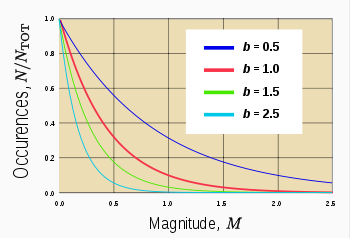 1.0
0.8
0.6
0.4
0.2
0.0
Occurences, N/NTOT
b = 0.5
b = 1.0
b = 1.5
b = 2.5
0.0 0.5 1.0 1.5 2.0 2.5
Magnitude, M